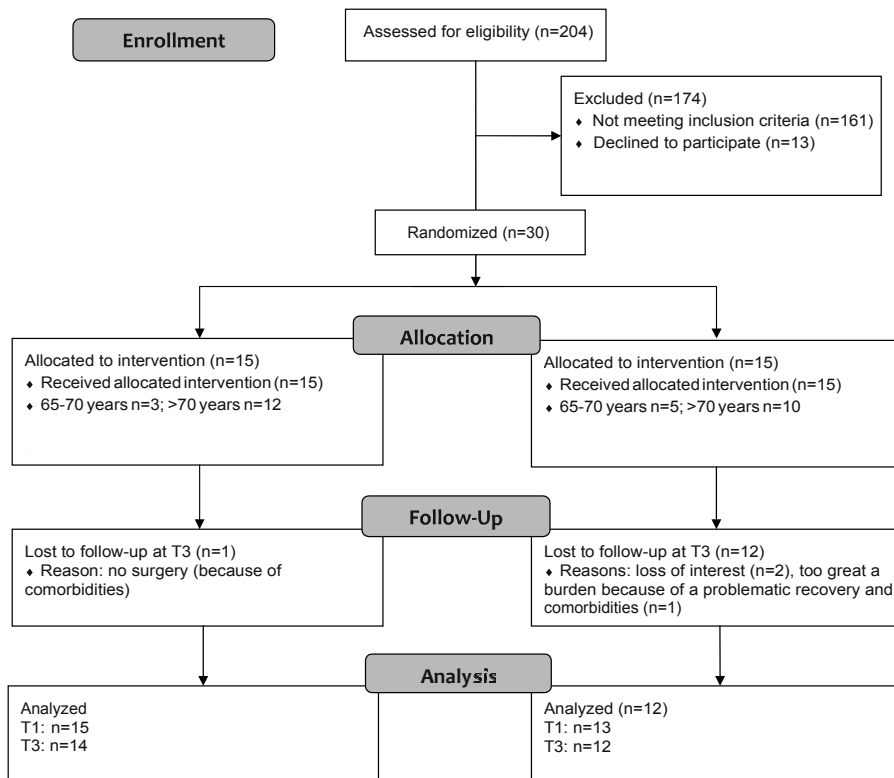 Enrollment
Assessed for eligibility (n=204)
Excluded (n=174)
♦ Not meeting inclusion criteria (n=161)
♦ Declined to participate (n=13)
Randomized (n=30)
Allocation
Allocated to intervention (n=15)
♦ Received allocated intervention (n=15)
♦ 65-70 years n=3; >70 years n=12
Allocated to intervention (n=15)
♦ Received allocated intervention (n=15)
♦ 65-70 years n=5; >70 years n=10
Follow-Up
Lost to follow-up at T3 (n=1)
♦ Reason: no surgery (because of
comorbidities)
Lost to follow-up at T3 (n=12)
♦ Reasons: loss of interest (n=2), too great a
burden because of a problematic recovery and
comorbidities (n=1)
Analysis
Analyzed
T1: n=15
T3: n=14
Analyzed (n=12)
T1: n=13
T3: n=12